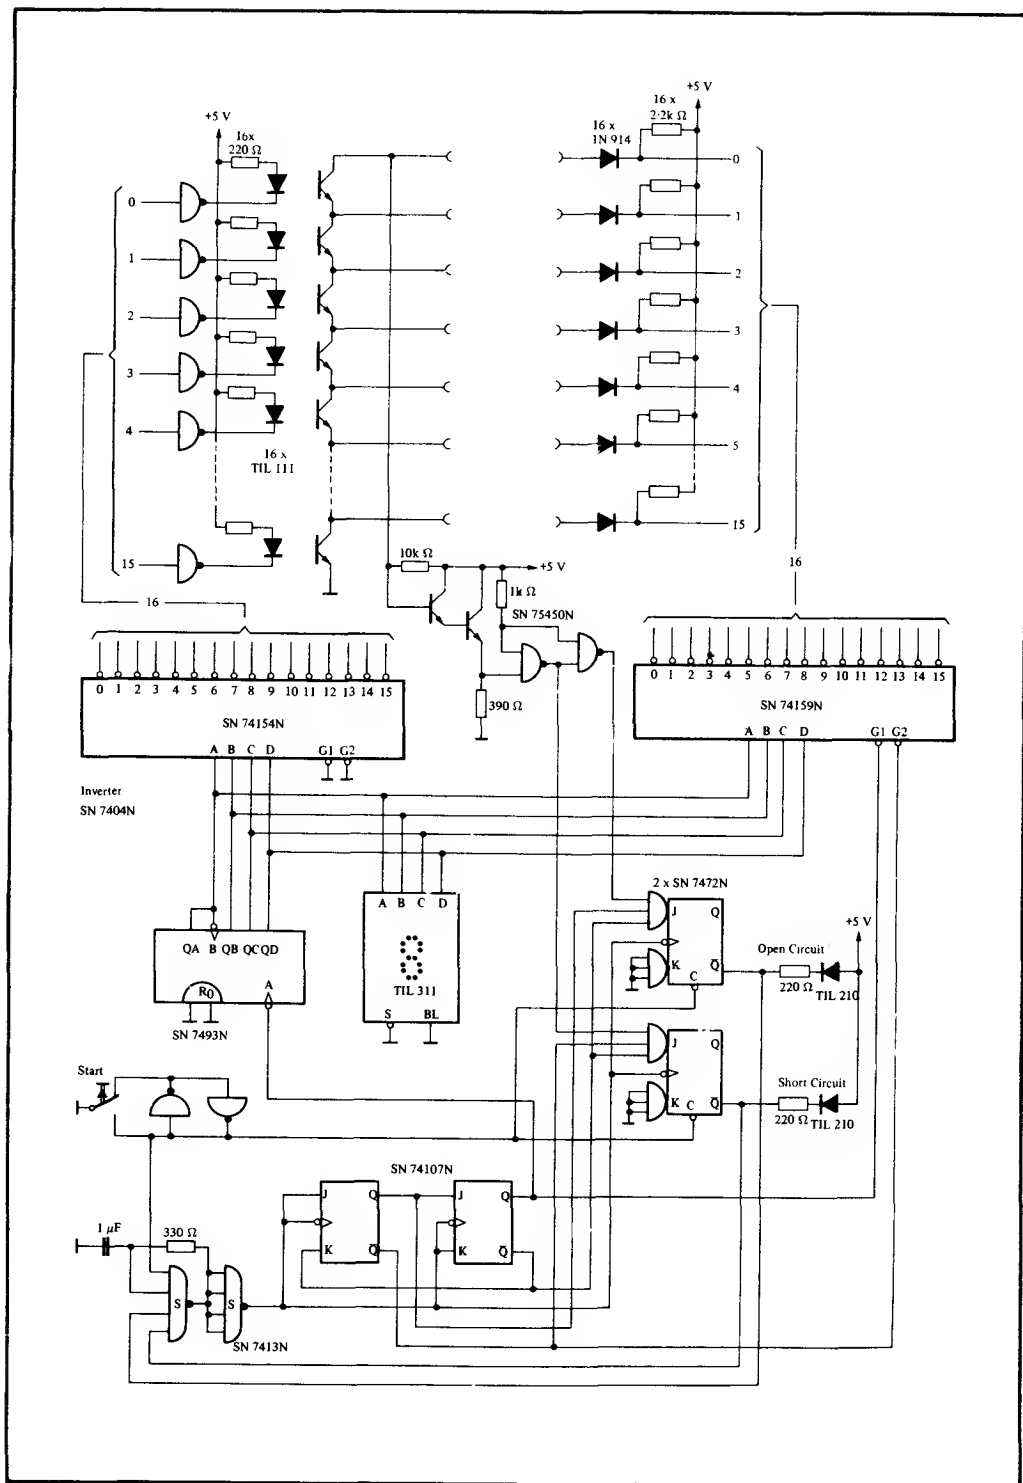 +5 V
16x
220 Ω
16 x
1N 914
16 x
2·2k Ω
+5 V
0
1
2
3
4
15
16 x
TIL 111
0
1
2
3
4
5
15
16
10k Ω
+5 V
1k Ω
SN 75450N
390 Ω
16
0 1 2 3 4 5 6 7 8 9 10 11 12 13 14 15
SN 74154N
A B C D G1 G2
0 1 2 3 4 5 6 7 8 9 10 11 12 13 14 15
SN 74159N
A B C D G1 G2
Inverter
SN 7404N
QA B QB QC QD
A
R0
SN 7493N
A B C D
8
TIL 311
S BL
2 x SN 7472N
J Q
K Q̅
C
Open Circuit
220 Ω
TIL 210
+5 V
J Q
K C Q̅
Short Circuit
220 Ω
TIL 210
Start
SN 74107N
J Q
K Q̅
J Q
K Q̅
1 µF
330 Ω
S
S
SN 7413N